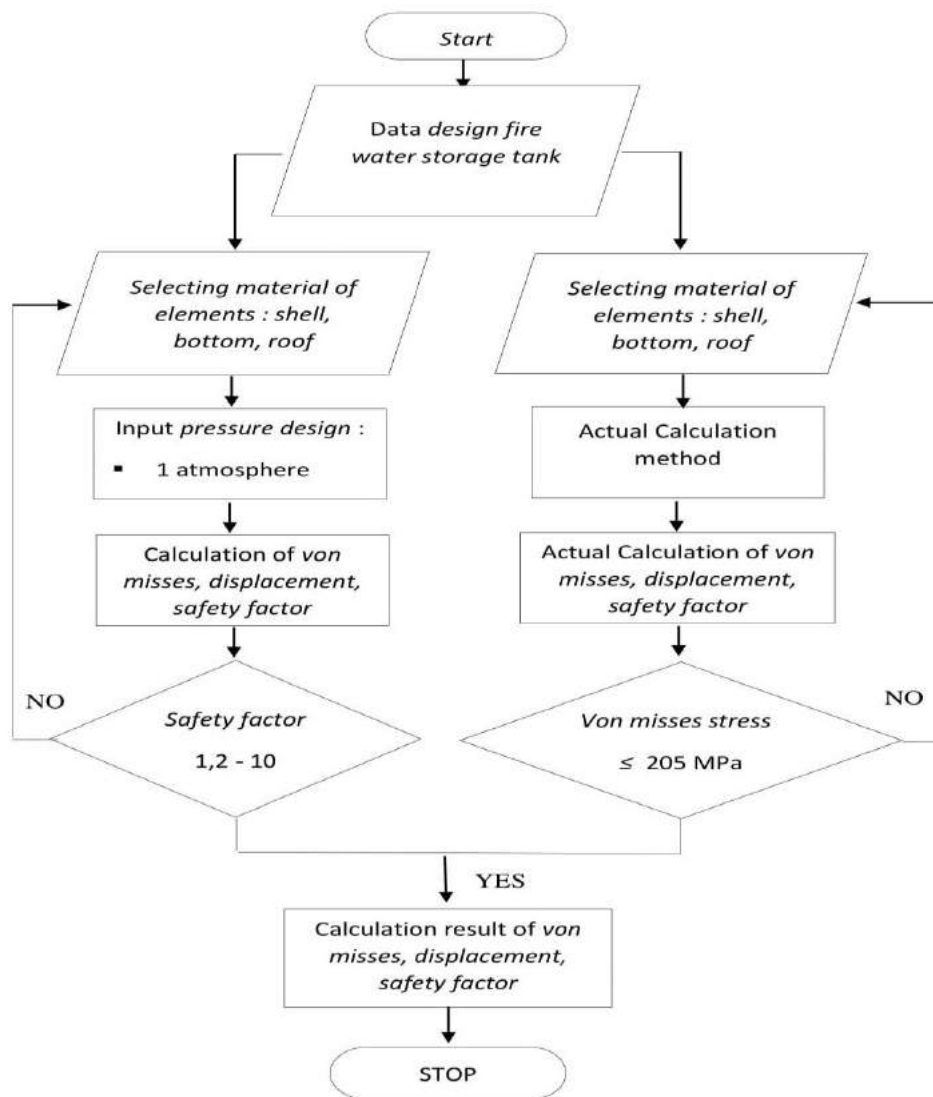 Start
Data design fire
water storage tank
Selecting material of
elements : shell,
bottom, roof
Selecting material of
elements : shell,
bottom, roof
Input pressure design :
▪ 1 atmosphere
Actual Calculation
method
Calculation of von
misses, displacement,
safety factor
Actual Calculation of von
misses, displacement,
safety factor
NO
Safety factor
1,2 - 10
Von misses stress
≤ 205 MPa
NO
YES
Calculation result of von
misses, displacement,
safety factor
STOP